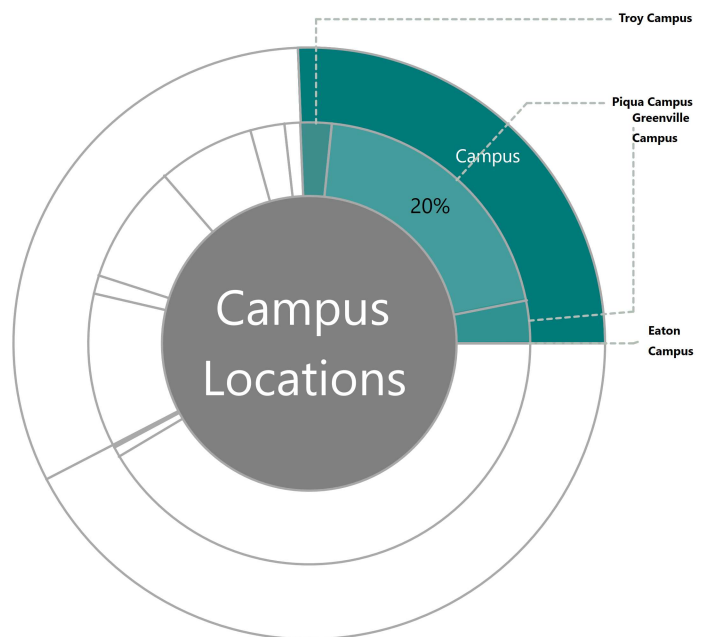 Troy Campus
Piqua Campus
Greenville
Campus
Campus
20%
Campus
Locations
Eaton
Campus